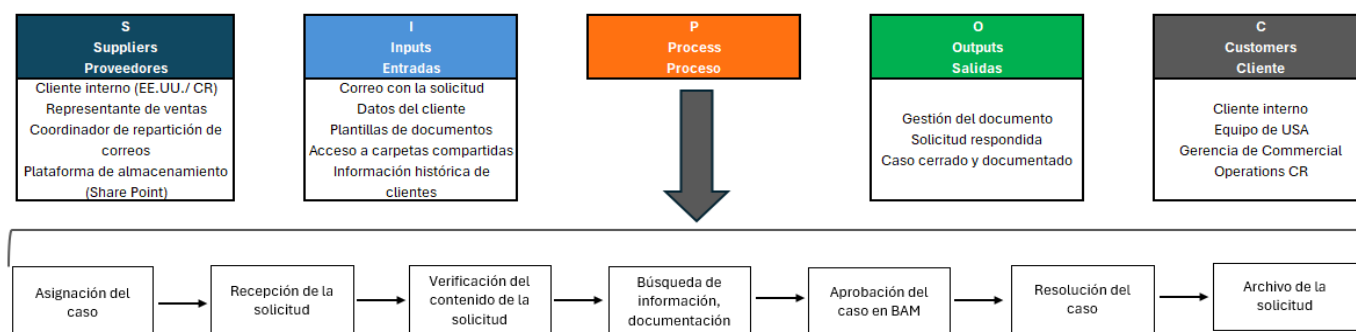 S
Suppliers
Proveedores
Cliente interno (EE.UU./ CR)
Representante de ventas
Coordinador de repartición de
correos
Plataforma de almacenamiento
(Share Point)
I
Inputs
Entradas
Correo con la solicitud
Datos del cliente
Plantillas de documentos
Acceso a carpetas compartidas
Información histórica de
clientes
P
Process
Proceso
O
Outputs
Salidas
Gestión del documento
Solicitud respondida
Caso cerrado y documentado
C
Customers
Cliente
Cliente interno
Equipo de USA
Gerencia de Commercial
Operations CR
Asignación del
caso
Recepción de la
solicitud
Verificación del
contenido de la
solicitud
Búsqueda de
información,
documentación
Aprobación del
caso en BAM
Resolución del
caso
Archivo de la
solicitud